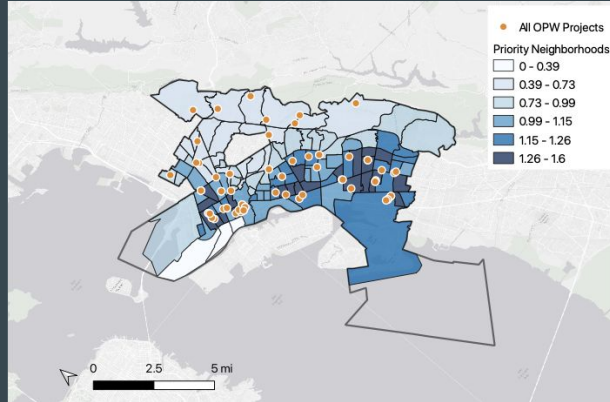 All OPW Projects
Priority Neighborhoods
0 - 0.39
0.39 - 0.73
0.73 - 0.99
0.99 - 1.15
1.15 - 1.26
1.26 - 1.6
0 2.5 5 mi